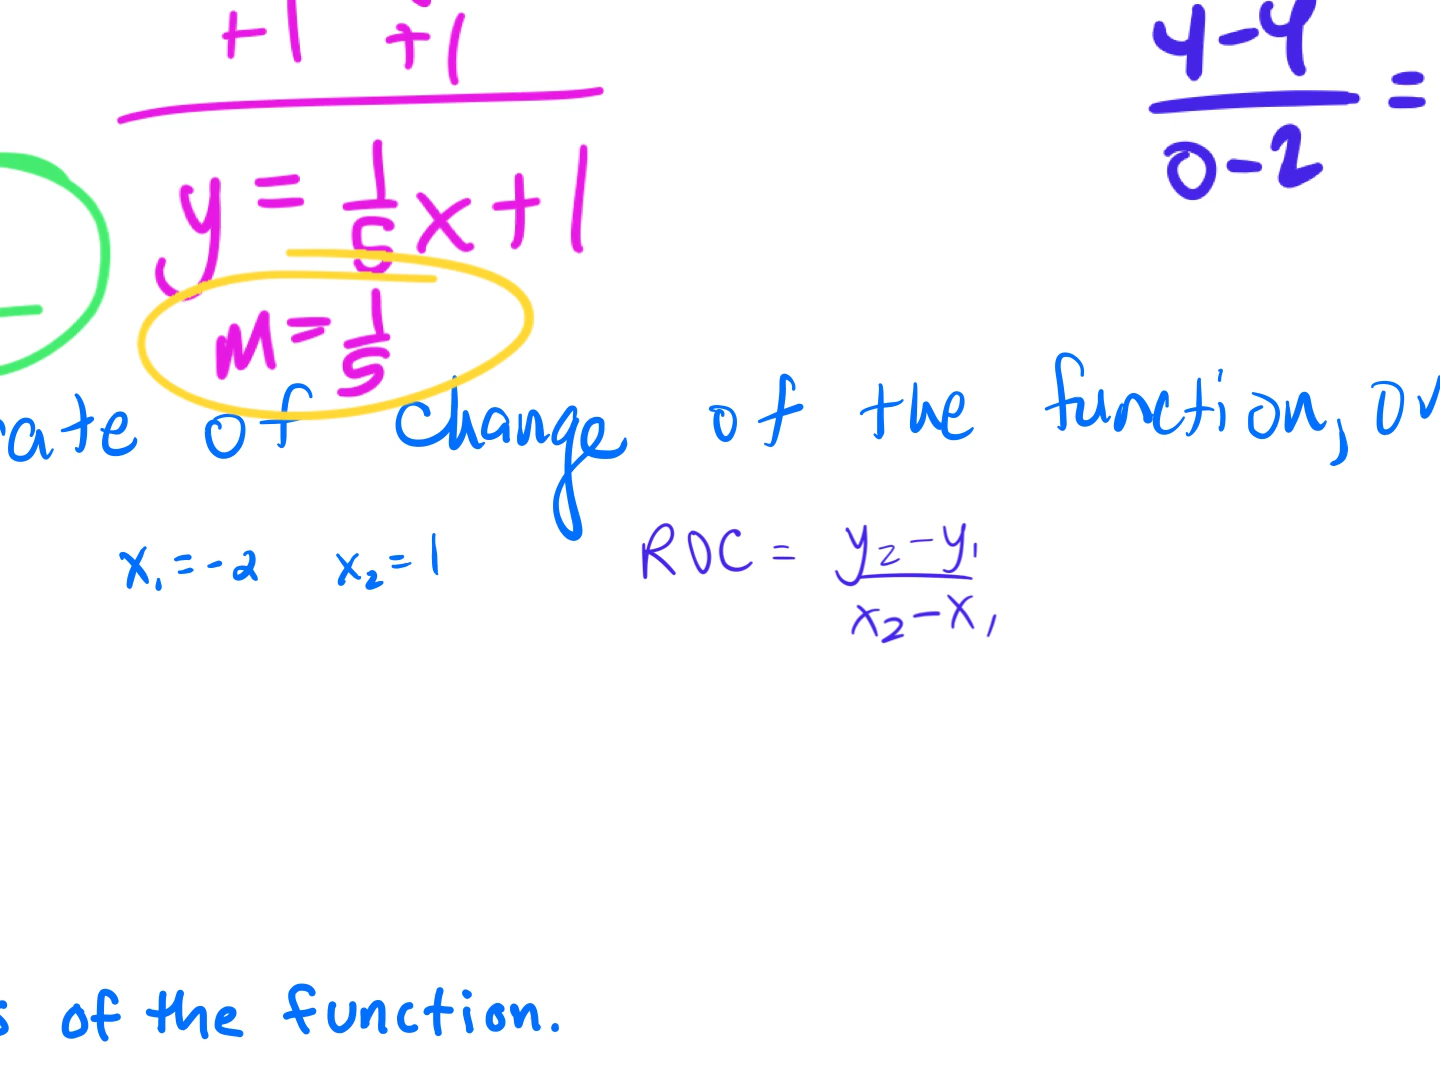 +1 +1
y = 1/5 x + 1
m = 1/5
4-4 / 0-2 =
of change of the function,
x₁ = -2 x₂ = 1
ROC = y₂ - y₁ / x₂ - x₁
of the function.